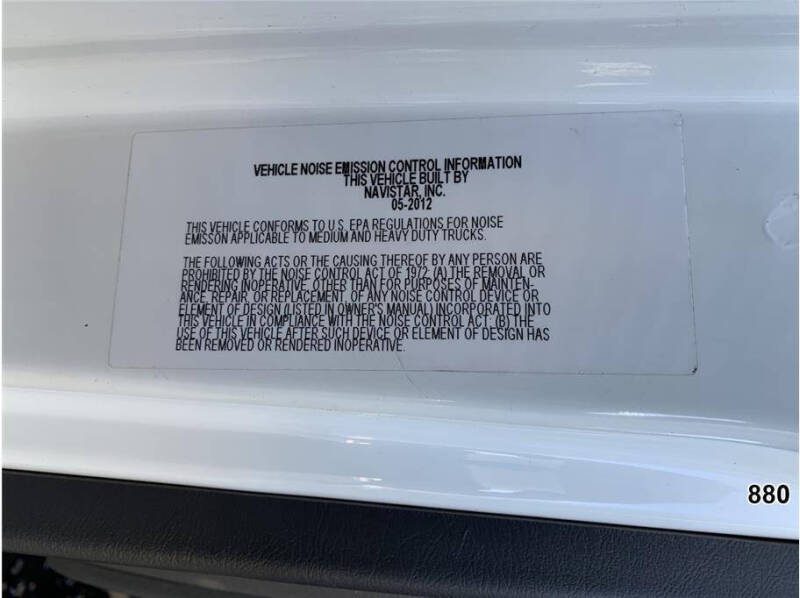 VEHICLE NOISE EMISSION CONTROL INFORMATION
THIS VEHICLE BUILT BY
NAVISTAR, INC.
05-2012
THIS VEHICLE CONFORMS TO U.S. EPA REGULATIONS FOR NOISE
EMISSON APPLICABLE TO MEDIUM AND HEAVY DUTY TRUCKS.
THE FOLLOWING ACTS OR THE CAUSING THEREOF BY ANY PERSON ARE
PROHIBITED BY THE NOISE CONTROL ACT OF 1972. (A) THE REMOVAL OR
RENDERING INOPERATIVE, OTHER THAN FOR PURPOSES OF MAINTEN-
ANCE, REPAIR, OR REPLACEMENT, OF ANY NOISE CONTROL DEVICE OR
ELEMENT OF DESIGN (LISTED IN OWNER'S MANUAL) INCORPORATED INTO
THIS VEHICLE IN COMPLIANCE WITH THE NOISE CONTROL ACT. (B) THE
USE OF THIS VEHICLE AFTER SUCH DEVICE OR ELEMENT OF DESIGN HAS
BEEN REMOVED OR RENDERED INOPERATIVE.
880